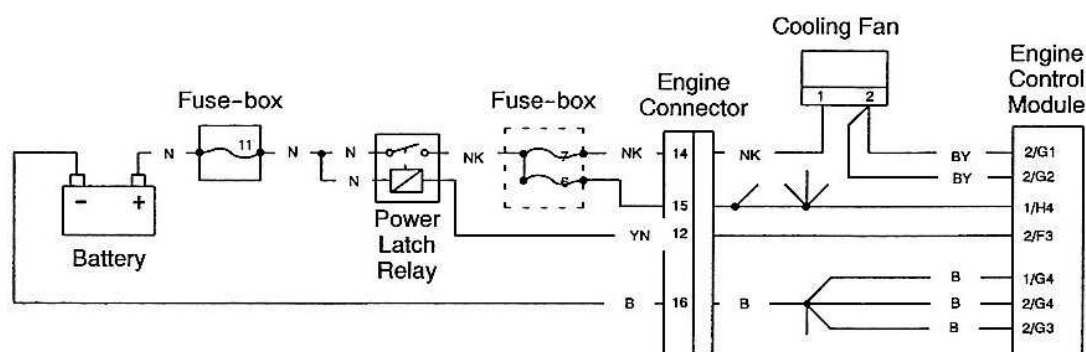 Cooling Fan
1 2
Engine
Control
Module
Engine
Connector
Fuse-box
Fuse-box
11
N N N NK 7 NK 14 NK BY 2/G1
N 6 BY 2/G2
- +
15 1/H4
Power
Latch
Relay
YN 12 2/F3
Battery
B 1/G4
B 16 B B 2/G4
B 2/G3